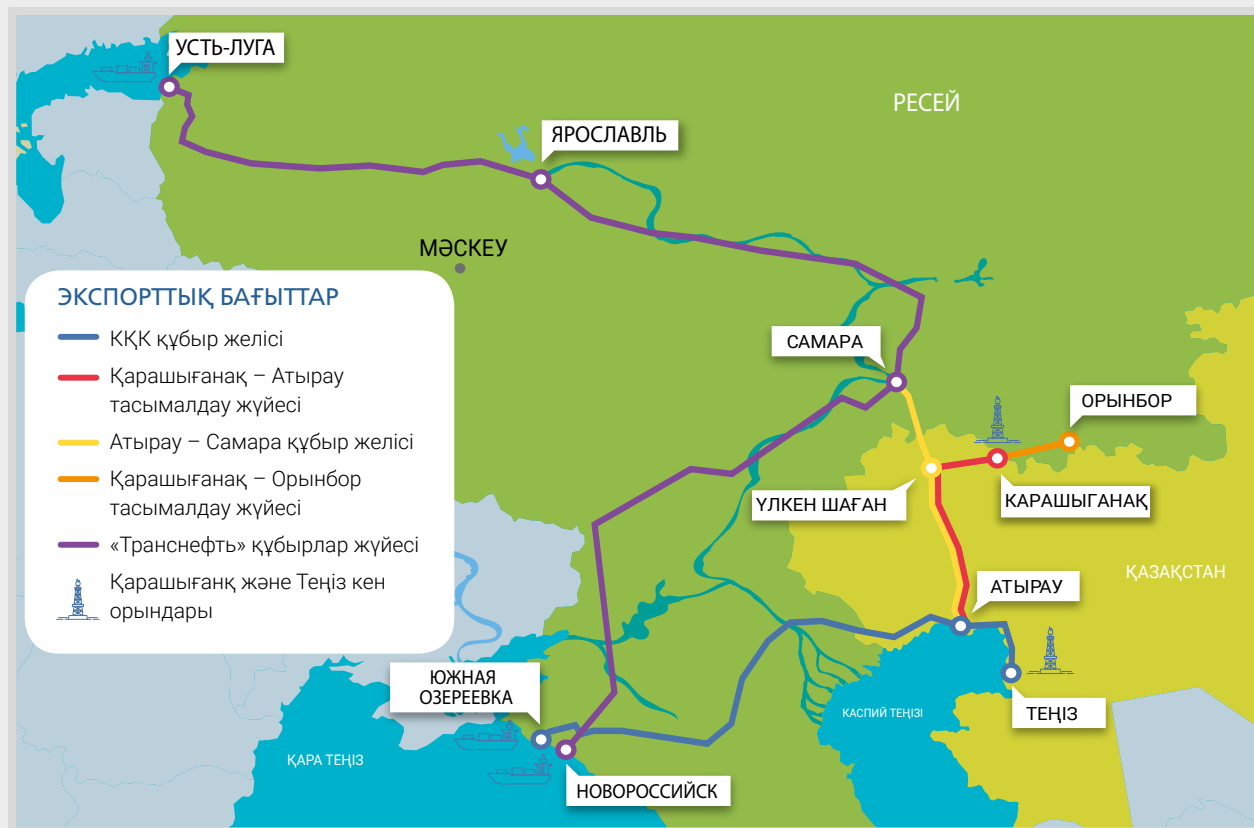 УСТЬ-ЛУГА
РЕСЕЙ
ЯРОСЛАВЛЬ
МӘСКЕУ
ЭКСПОРТТЫҚ БАҒЫТТАР
КҚК құбыр желісі
Қарашығанақ – Атырау
тасымалдау жүйесі
Атырау – Самара құбыр желісі
Қарашығанақ – Орынбор
тасымалдау жүйесі
«Транснефть» құбырлар жүйесі
Қарашығанқ және Теңіз кен
орындары
САМАРА
ОРЫНБОР
ҮЛКЕН ШАҒАН
КАРАШЫГАНАҚ
ҚАЗАҚСТАН
АТЫРАУ
ЮЖНАЯ
ОЗЕРЕЕВКА
ТЕҢІЗ
КАСПИЙ ТЕҢІЗІ
ҚАРА ТЕҢІЗ
НОВОРОССИЙСК